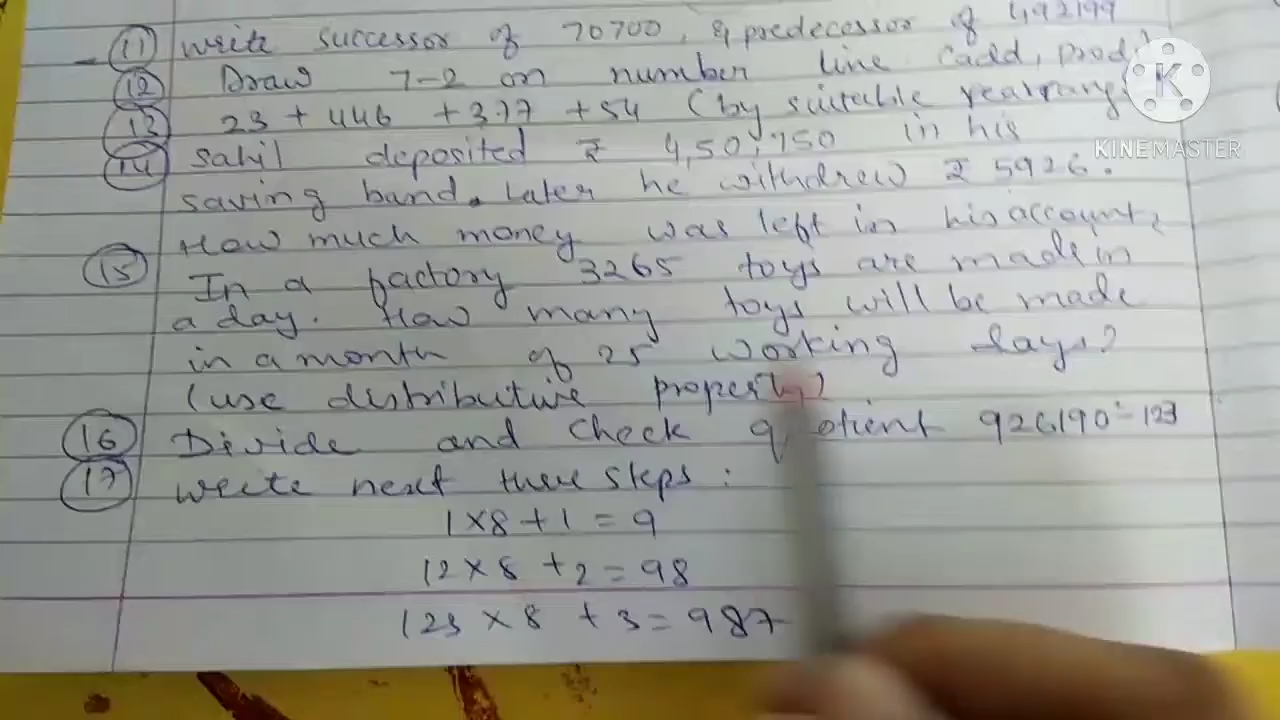 (11) write successor of 70700, & predecessor of 492199
(12) Draw 7-2 on number line (add, prod)
(13) 23 + 446 + 377 + 54 (by suitable rearrang
(14) sahil deposited ₹ 4,50,750 in his
saving band. Later he withdrew ₹ 5926.
How much money was left in his account?
(15) In a factory 3265 toys are made in
a day. How many toys will be made
in a month of 25 working days?
(use distributive property)
(16) Divide and check quotient 926190 ÷ 123
(17) write next three steps :
1 x 8 + 1 = 9
12 x 8 + 2 = 98
123 x 8 + 3 = 987
K
KINEMASTER